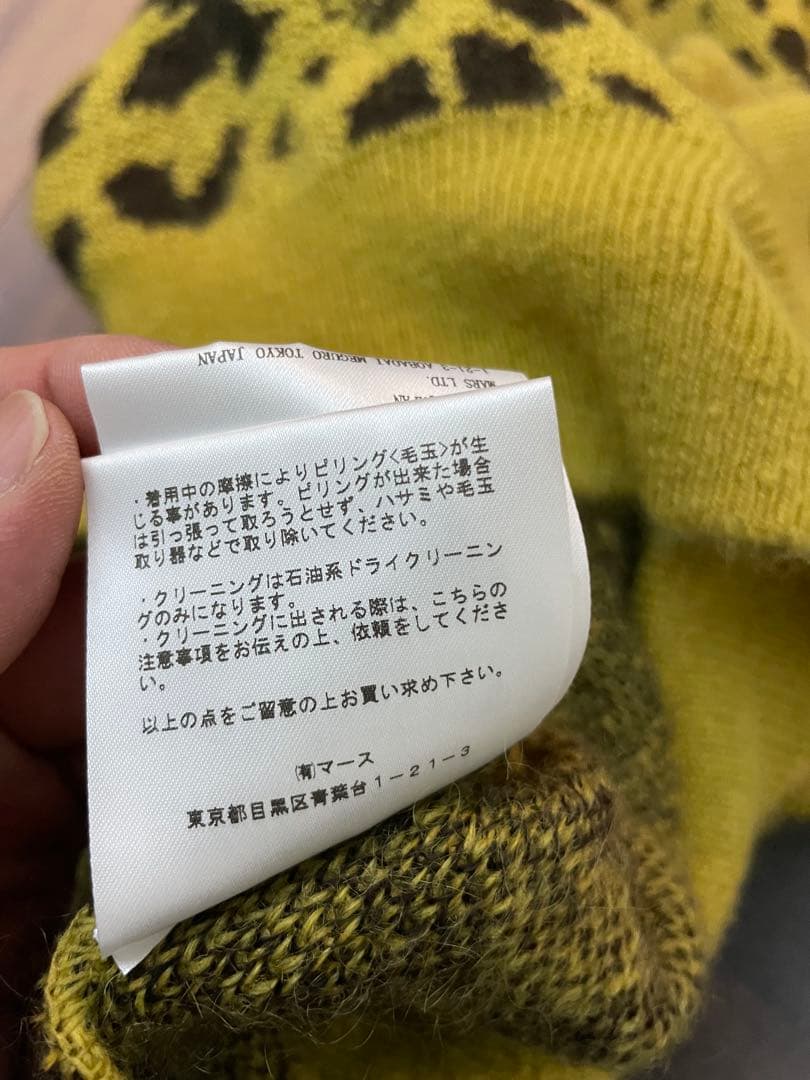 1-21-3 AOBADAI MEGURO TOKYO JAPAN
MARS LTD.
・着用中の摩擦によりピリング<毛玉>が生
じる事があります。ピリングが出来た場合
は引っ張って取ろうとせず、ハサミや毛玉
取り器などで取り除いてください。
・クリーニングは石油系ドライクリーニン
グのみになります。
・クリーニングに出される際は、こちらの
注意事項をお伝えの上、依頼をしてくださ
い。
以上の点をご留意の上お買い求め下さい。
㈲マース
東京都目黒区青葉台1-21-3